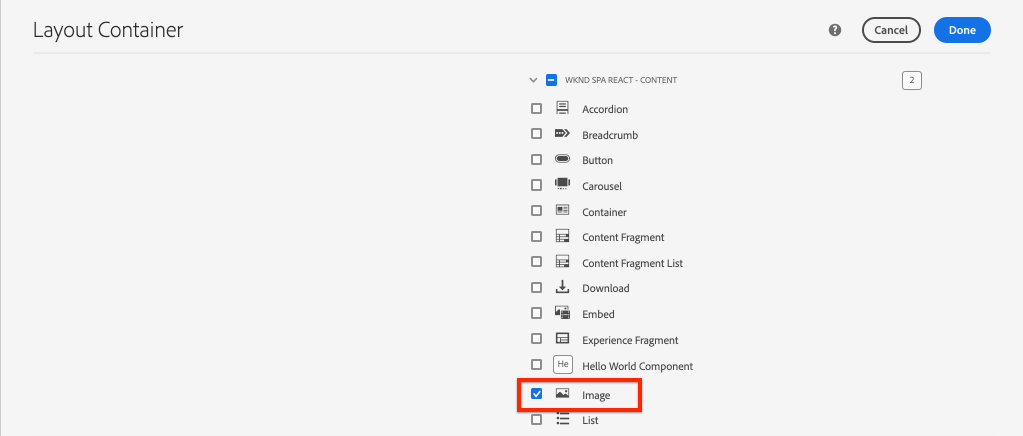 Layout Container
?
Cancel
Done
WKND SPA REACT - CONTENT
2
Accordion
Breadcrumb
Button
Carousel
Container
Content Fragment
Content Fragment List
Download
Embed
Experience Fragment
He Hello World Component
Image
List